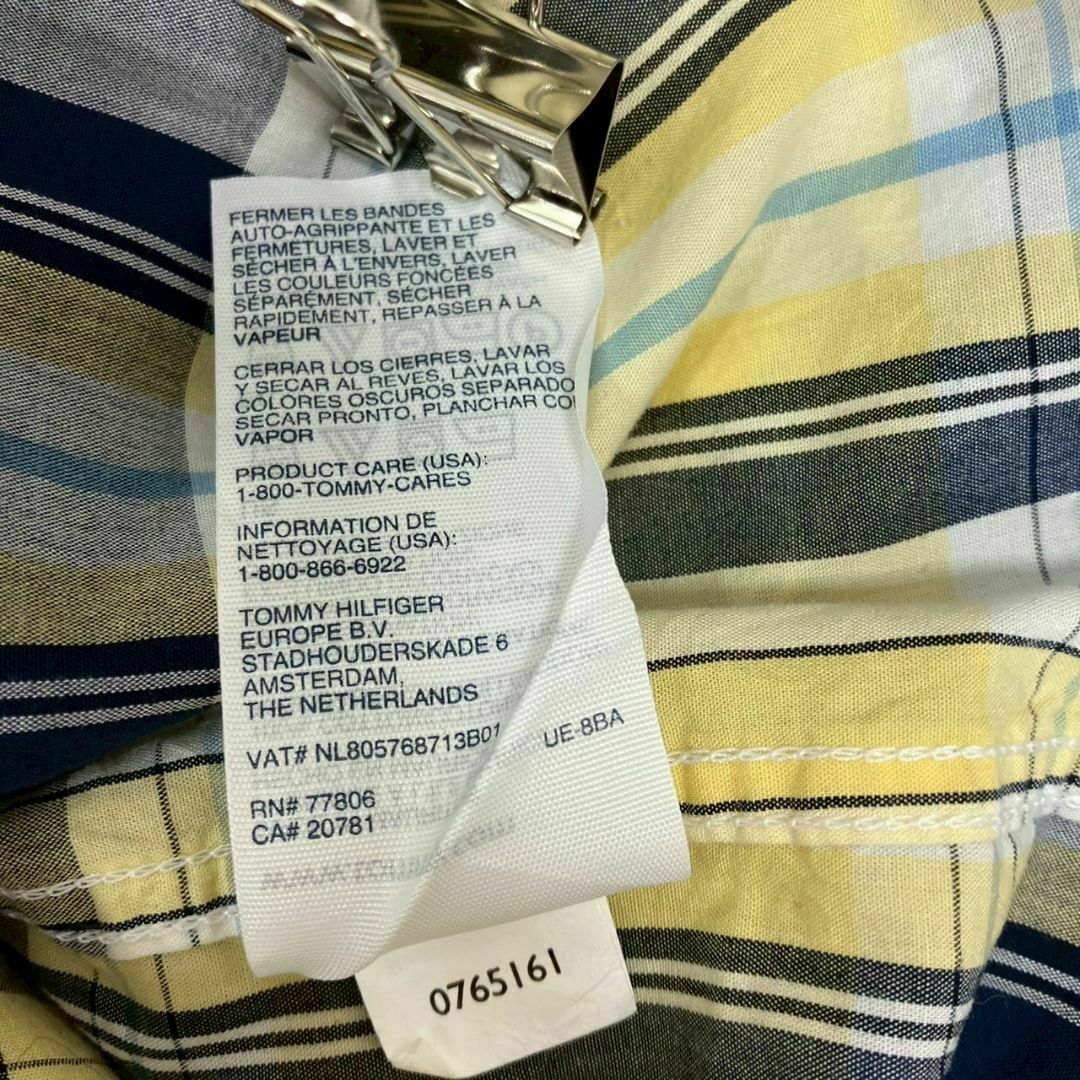 FERMER LES BANDES
AUTO-AGRIPPANTE ET LES
FERMETURES, LAVER ET
SÉCHER À L'ENVERS, LAVER
LES COULEURS FONCÉES
SÉPARÉMENT, SÉCHER
RAPIDEMENT, REPASSER À LA
VAPEUR
CERRAR LOS CIERRES, LAVAR
Y SECAR AL REVES, LAVAR LOS
COLORES OSCUROS SEPARADO
SECAR PRONTO, PLANCHAR CO
VAPOR
PRODUCT CARE (USA):
1-800-TOMMY-CARES
INFORMATION DE
NETTOYAGE (USA):
1-800-866-6922
TOMMY HILFIGER
EUROPE B.V.
STADHOUDERSKADE 6
AMSTERDAM,
THE NETHERLANDS
VAT# NL805768713B01 UE-8BA
RN# 77806
CA# 20781
0765161